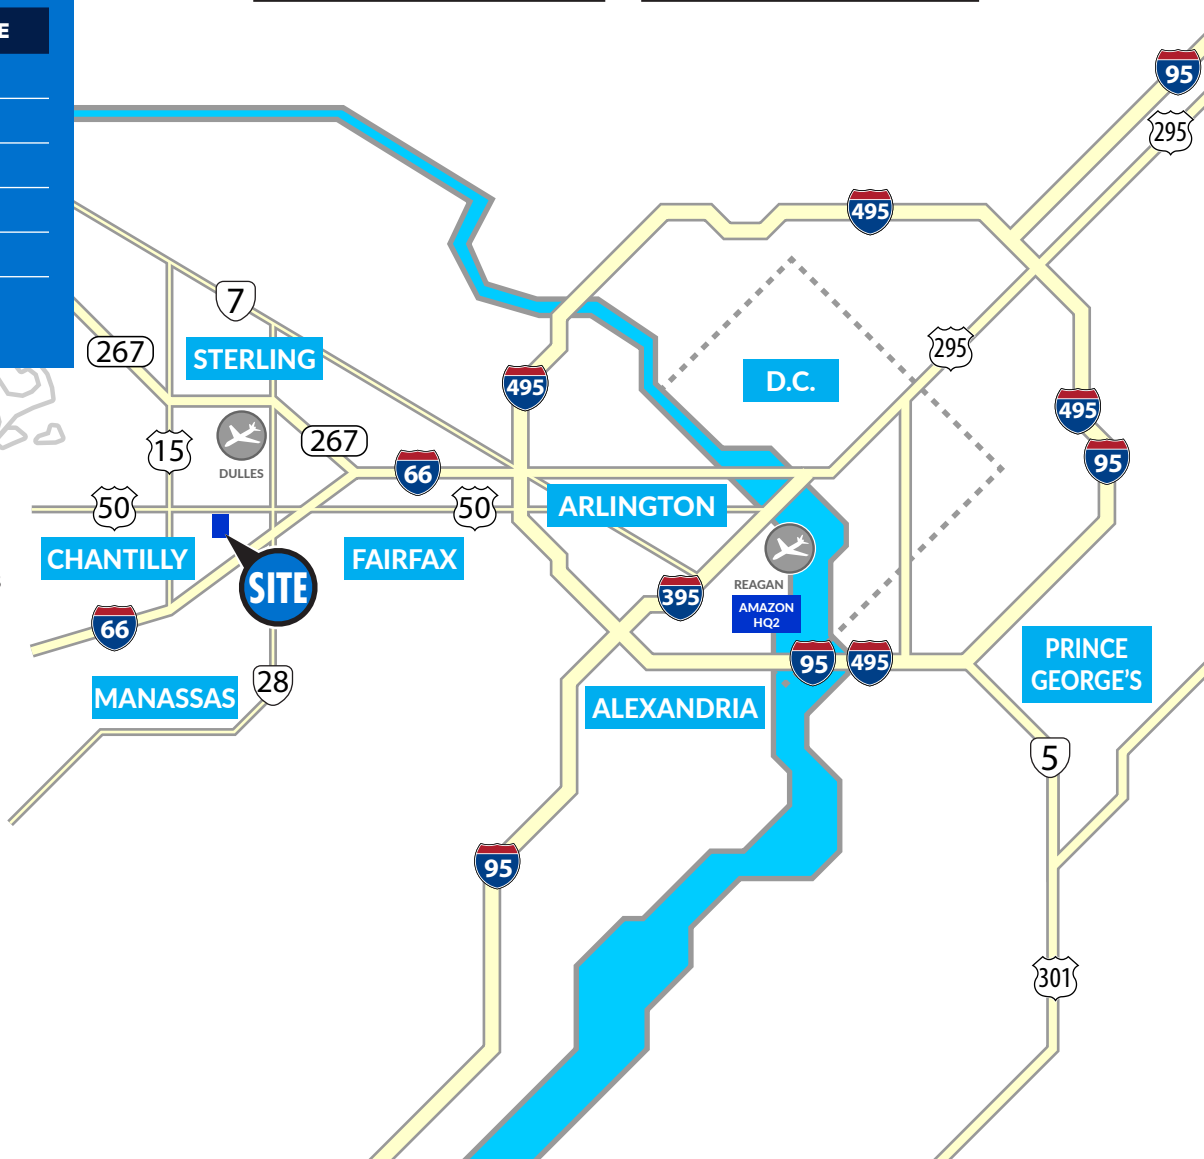 E
95
295
495
7
267
STERLING
295
D.C.
495
495
15
267
DULLES
66
95
50
50
ARLINGTON
CHANTILLY
FAIRFAX
REAGAN
SITE
395
AMAZON
HQ2
66
95
495
PRINCE
GEORGE'S
28
MANASSAS
ALEXANDRIA
5
95
301